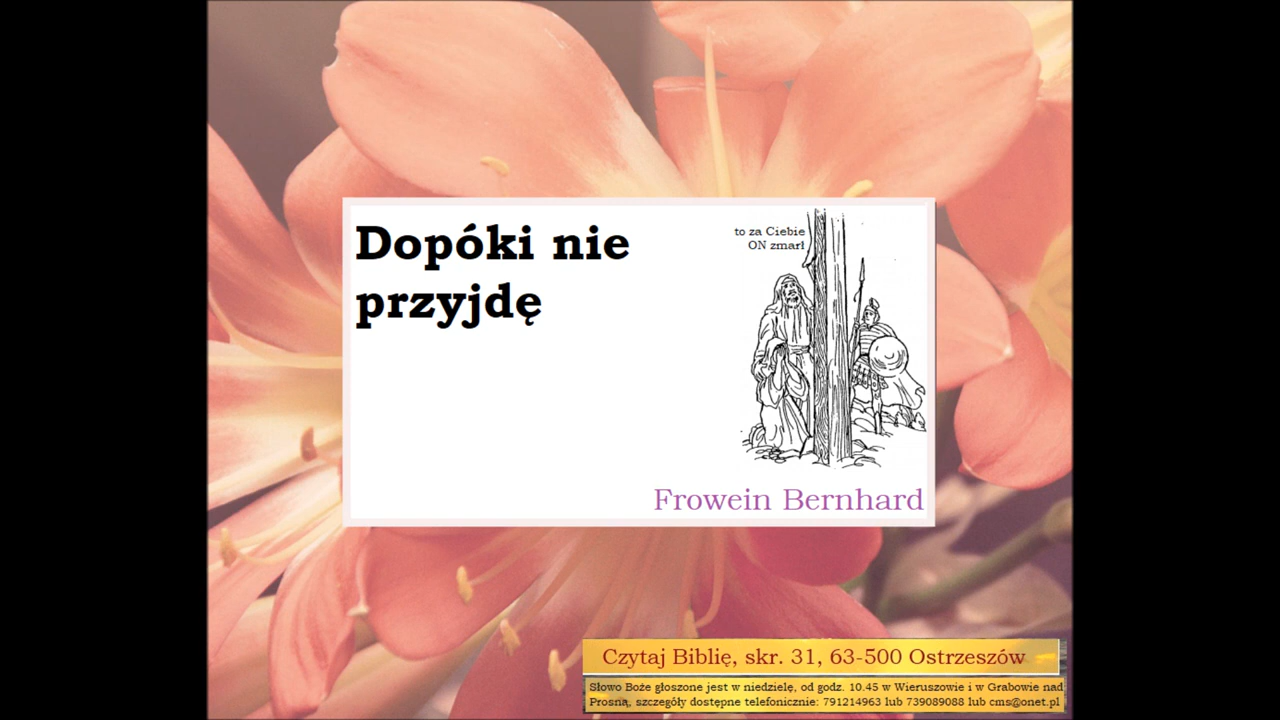 Dopóki nie
przyjdę
to za Ciebie
ON zmarł
Frowein Bernhard
Czytaj Biblię, skr. 31, 63-500 Ostrzeszów
Słowo Boże głoszone jest w niedzielę, od godz. 10.45 w Wieruszowie i w Grabowie nad
Prosną, szczegóły dostępne telefonicznie: 791214963 lub 739089088 lub cms@onet.pl